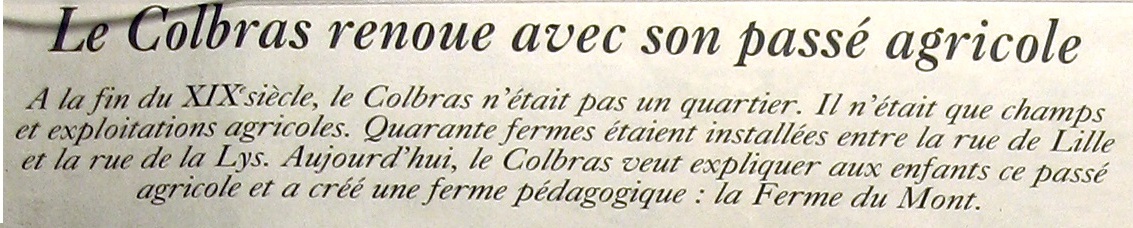 Le Colbras renoue avec son passé agricole
A la fin du XIXe siècle, le Colbras n'était pas un quartier. Il n'était que champs
et exploitations agricoles. Quarante fermes étaient installées entre la rue de Lille
et la rue de la Lys. Aujourd'hui, le Colbras veut expliquer aux enfants ce passé
agricole et a créé une ferme pédagogique : la Ferme du Mont.